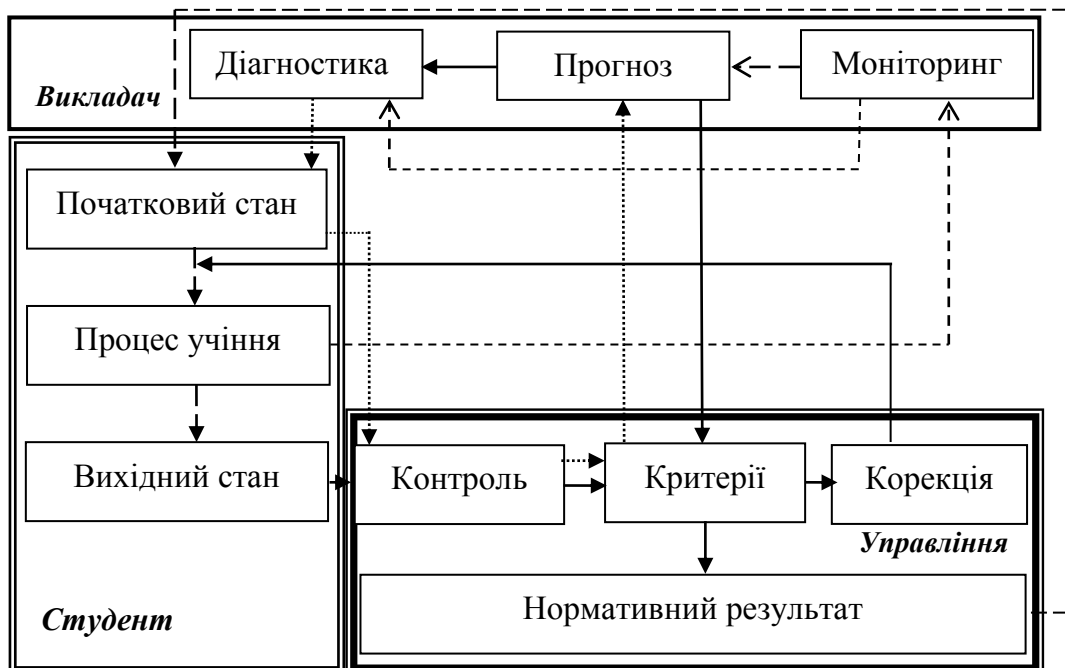 Діагностика
Прогноз
Моніторинг
Викладач
Початковий стан
Процес учіння
Вихідний стан
Контроль
Критерії
Корекція
Управління
Нормативний результат
Студент